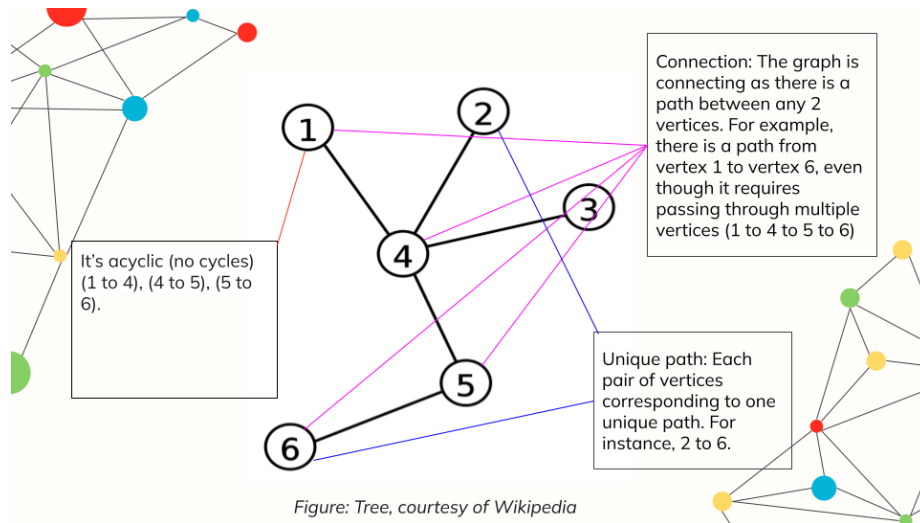 Connection: The graph is
connecting as there is a
path between any 2
vertices. For example,
there is a path from
vertex 1 to vertex 6, even
though it requires
passing through multiple
vertices (1 to 4 to 5 to 6)
1
2
3
4
It's acyclic (no cycles)
(1 to 4), (4 to 5), (5 to
6).
5
6
Unique path: Each
pair of vertices
corresponding to one
unique path. For
instance, 2 to 6.
Figure: Tree, courtesy of Wikipedia